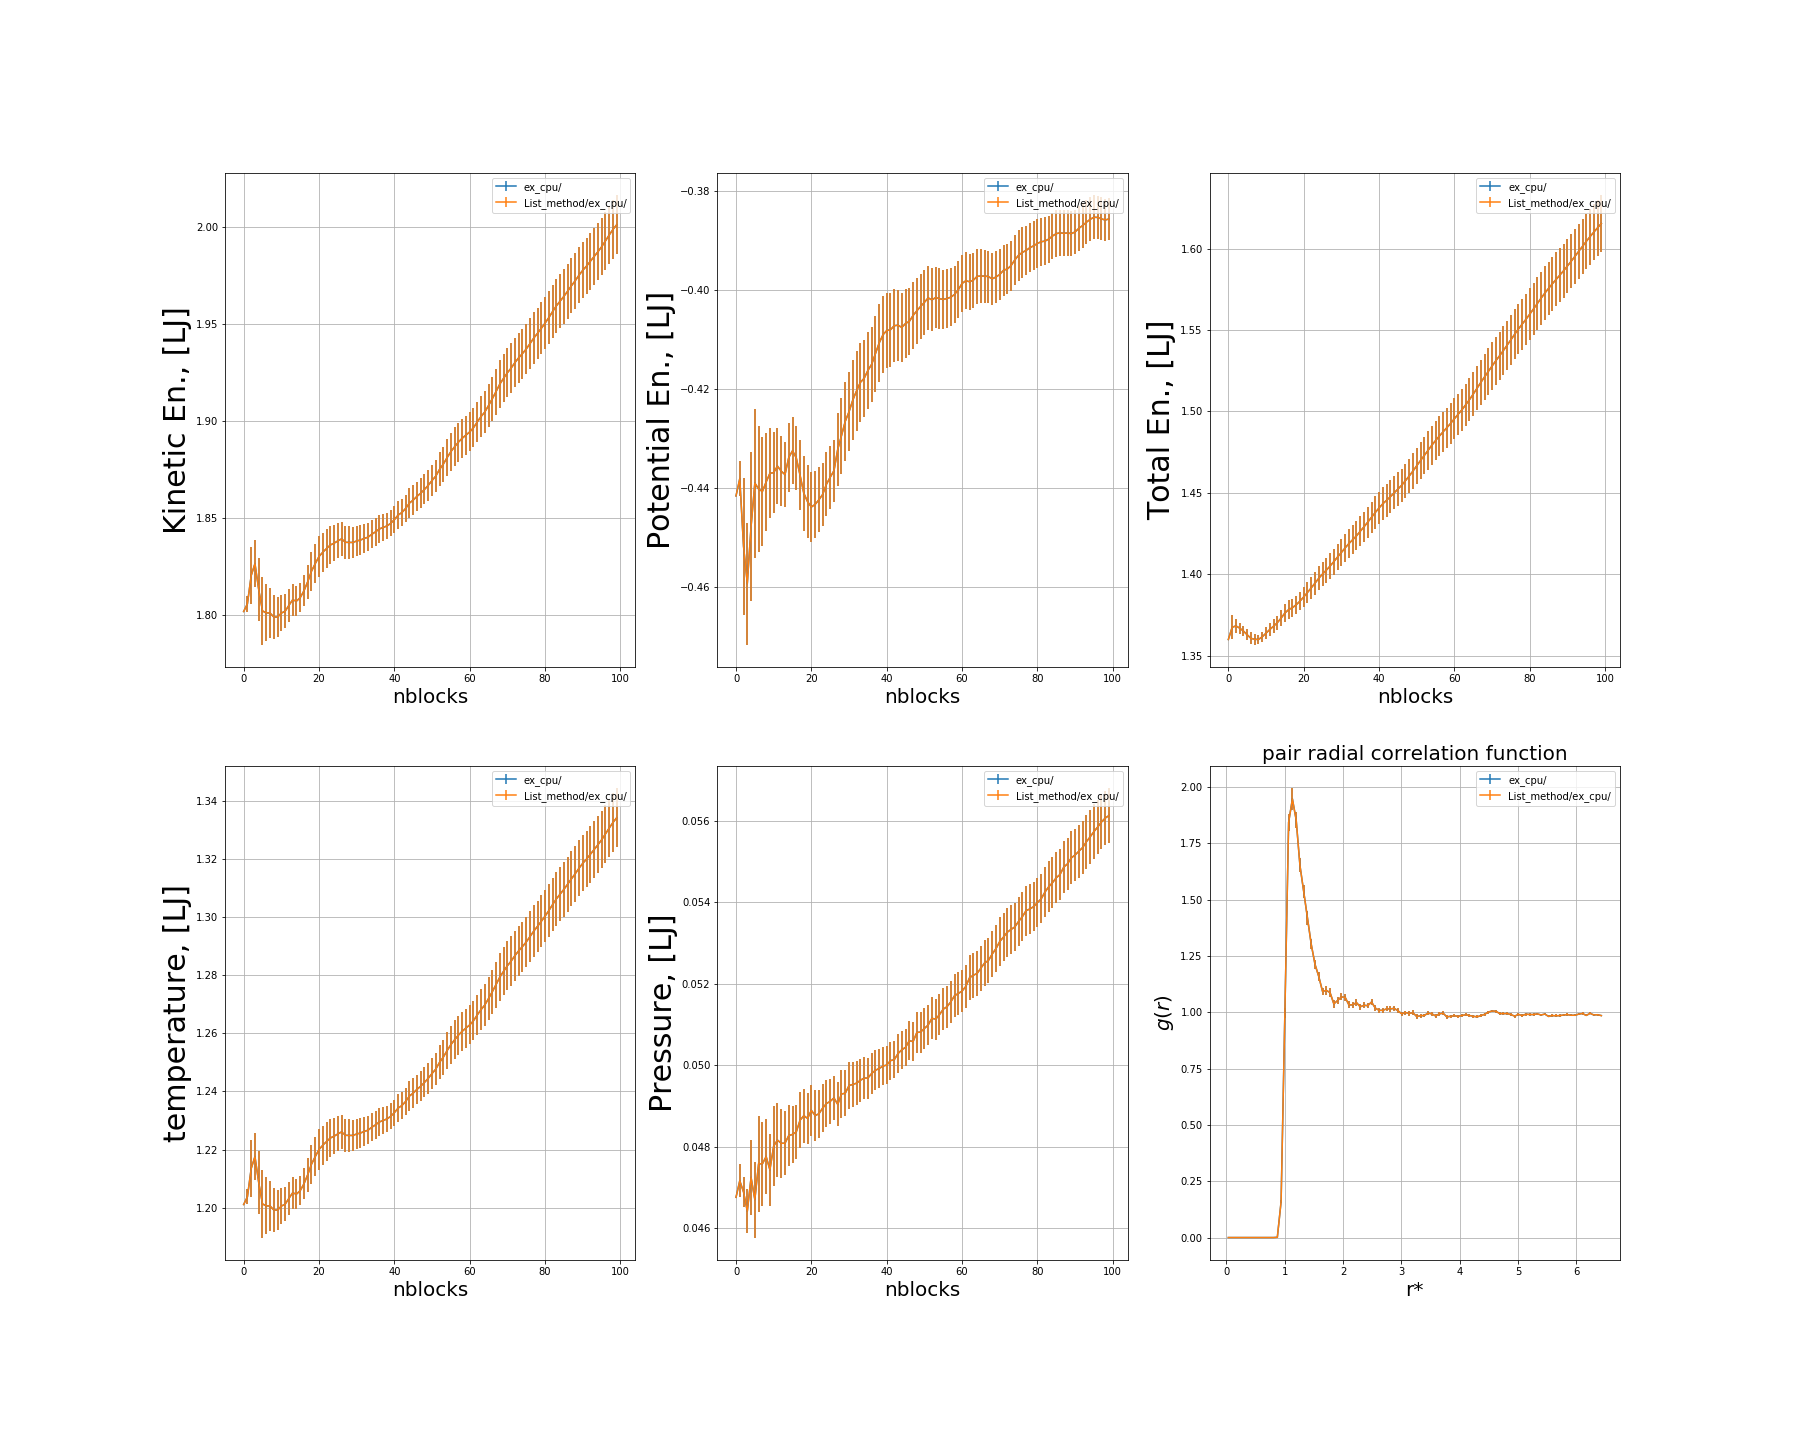 ex_cpu/
List_method/ex_cpu/
2.00
1.95
1.90
1.85
1.80
Kinetic En., [LJ]
0 20 40 60 80 100
nblocks
ex_cpu/
List_method/ex_cpu/
−0.38
−0.40
−0.42
−0.44
−0.46
Potential En., [LJ]
0 20 40 60 80 100
nblocks
ex_cpu/
List_method/ex_cpu/
1.60
1.55
1.50
1.45
1.40
1.35
Total En., [LJ]
0 20 40 60 80 100
nblocks
ex_cpu/
List_method/ex_cpu/
1.34
1.32
1.30
1.28
1.26
1.24
1.22
1.20
temperature, [LJ]
0 20 40 60 80 100
nblocks
ex_cpu/
List_method/ex_cpu/
0.056
0.054
0.052
0.050
0.048
0.046
Pressure, [LJ]
0 20 40 60 80 100
nblocks
pair radial correlation function
ex_cpu/
List_method/ex_cpu/
2.00
1.75
1.50
1.25
1.00
0.75
0.50
0.25
0.00
g(r)
0 1 2 3 4 5 6
r*